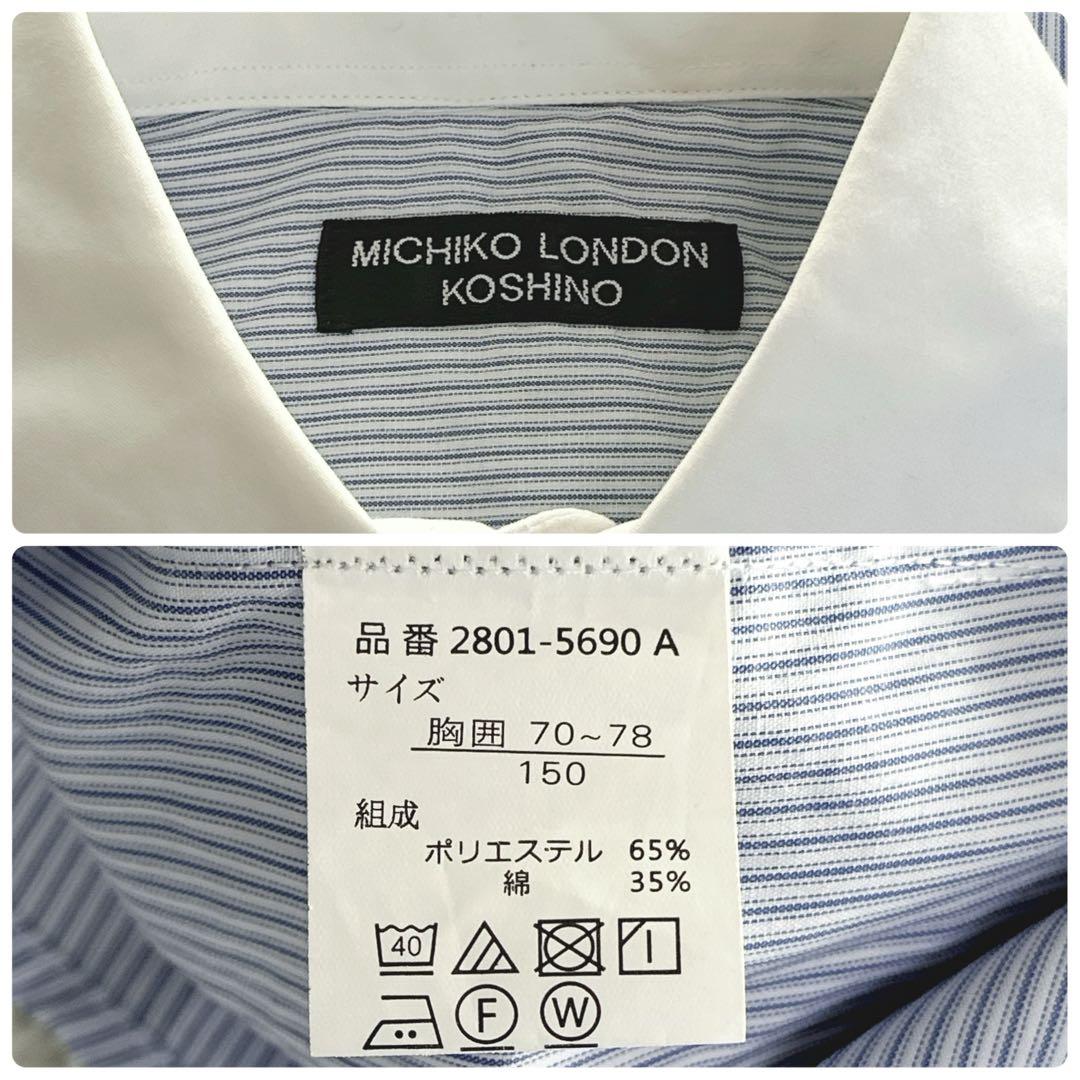 MICHIKO LONDON
KOSHINO
品番 2801-5690 A
サイズ
胸囲 70~78
150
組成
ポリエステル 65%
綿 35%
40
F W